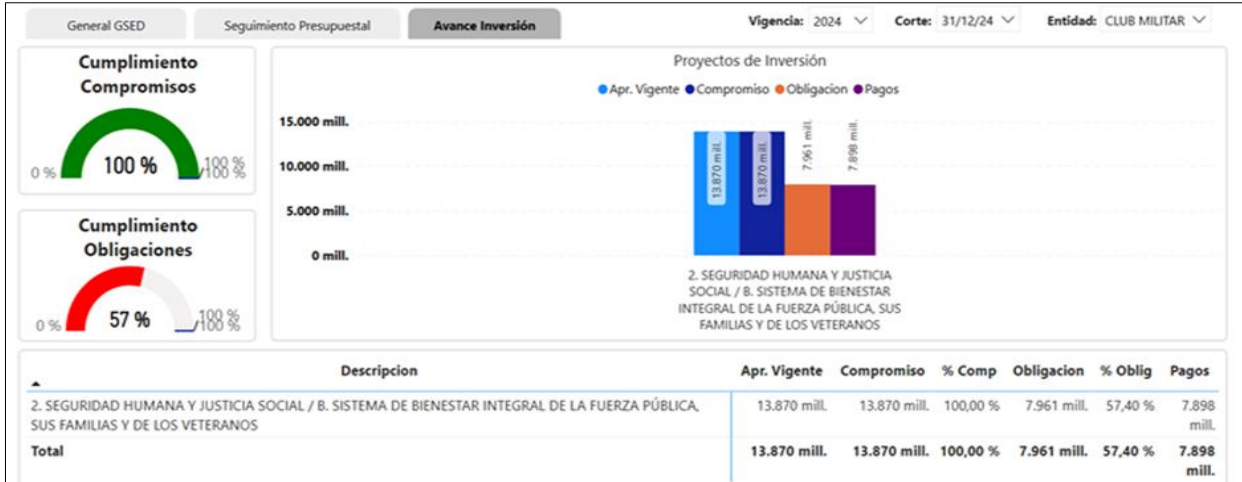 General GSED
Seguimiento Presupuestal
Avance Inversión
Vigencia: 2024
Corte: 31/12/24
Entidad: CLUB MILITAR
Cumplimiento
Compromisos
0 %
100 %
100 %
100 %
Cumplimiento
Obligaciones
0 %
57 %
100 %
100 %
Proyectos de Inversión
Apr. Vigente Compromiso Obligacion Pagos
15.000 mill.
10.000 mill.
5.000 mill.
0 mill.
13.870 mill.
13.870 mill.
7.961 mill.
7.898 mill.
2. SEGURIDAD HUMANA Y JUSTICIA
SOCIAL / B. SISTEMA DE BIENESTAR
INTEGRAL DE LA FUERZA PÚBLICA, SUS
FAMILIAS Y DE LOS VETERANOS
Descripcion Apr. Vigente Compromiso % Comp Obligacion % Oblig Pagos
2. SEGURIDAD HUMANA Y JUSTICIA SOCIAL / B. SISTEMA DE BIENESTAR INTEGRAL DE LA FUERZA PÚBLICA, 13.870 mill. 13.870 mill. 100,00 % 7.961 mill. 57,40 % 7.898
SUS FAMILIAS Y DE LOS VETERANOS mill.
Total 13.870 mill. 13.870 mill. 100,00 % 7.961 mill. 57,40 % 7.898
mill.